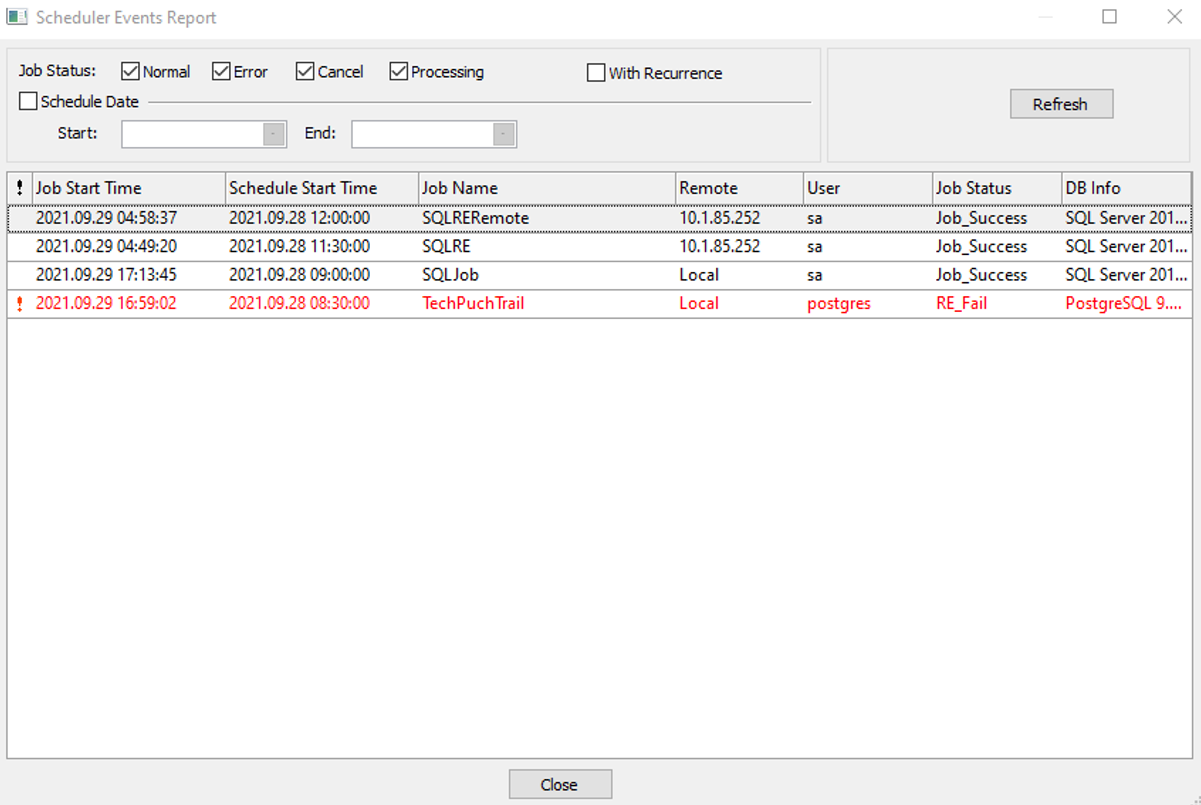 Scheduler Events Report
Job Status: Normal Error Cancel Processing With Recurrence
Schedule Date
Refresh
Start: End:
! Job Start Time Schedule Start Time Job Name Remote User Job Status DB Info
2021.09.29 04:58:37 2021.09.28 12:00:00 SQLRERemote 10.1.85.252 sa Job_Success SQL Server 201...
2021.09.29 04:49:20 2021.09.28 11:30:00 SQLRE 10.1.85.252 sa Job_Success SQL Server 201...
2021.09.29 17:13:45 2021.09.28 09:00:00 SQLJob Local sa Job_Success SQL Server 201...
! 2021.09.29 16:59:02 2021.09.28 08:30:00 TechPuchTrail Local postgres RE_Fail PostgreSQL 9....
Close